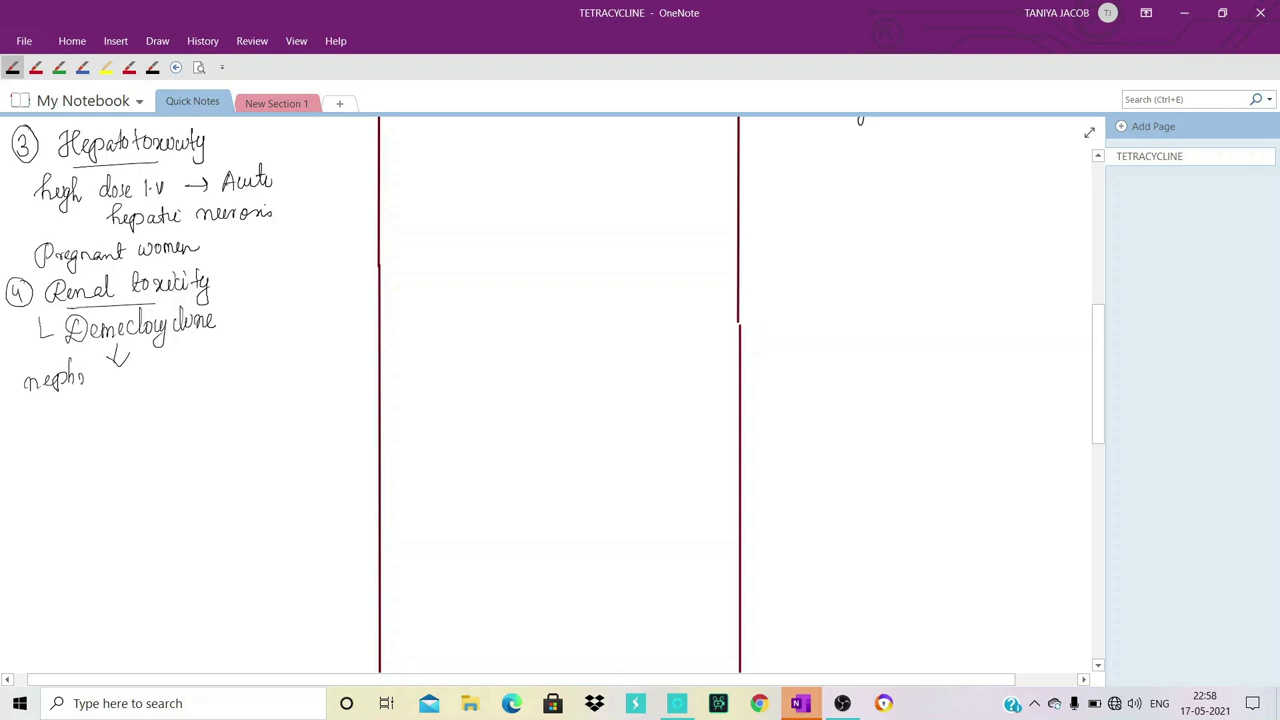 TETRACYCLINE - OneNote
TANIYA JACOB
TJ
File Home Insert Draw History Review View Help
My Notebook
Quick Notes
New Section 1
+
Search (Ctrl+E)
Add Page
TETRACYCLINE
3 Hepatotoxicity
high dose I.V → Acute
hepatic necrosis
Pregnant women
4 Renal toxicity
Demeclocycline
↓
neph
Type here to search
ENG
22:58
17-05-2021